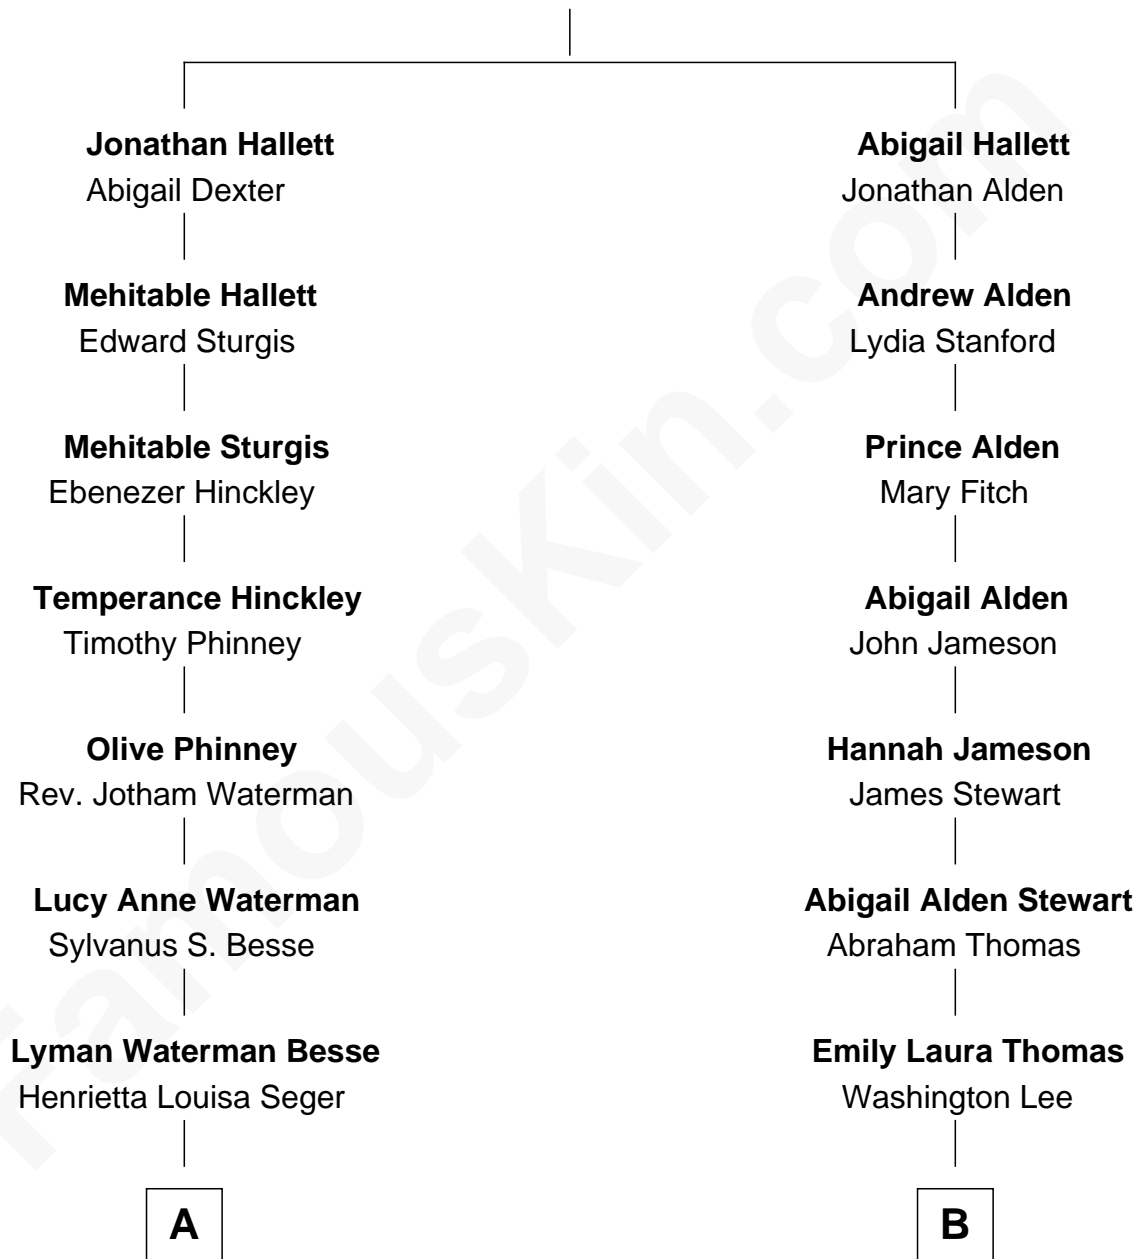 Jonathan Hallett
Abigail Dexter
Mehitable Hallett
Edward Sturgis
Mehitable Sturgis
Ebenezer Hinckley
Temperance Hinckley
Timothy Phinney
Olive Phinney
Rev. Jotham Waterman
Lucy Anne Waterman
Sylvanus S. Besse
Lyman Waterman Besse
Henrietta Louisa Seger
A
Abigail Hallett
Jonathan Alden
Andrew Alden
Lydia Stanford
Prince Alden
Mary Fitch
Abigail Alden
John Jameson
Hannah Jameson
James Stewart
Abigail Alden Stewart
Abraham Thomas
Emily Laura Thomas
Washington Lee
B
FamousKin.com